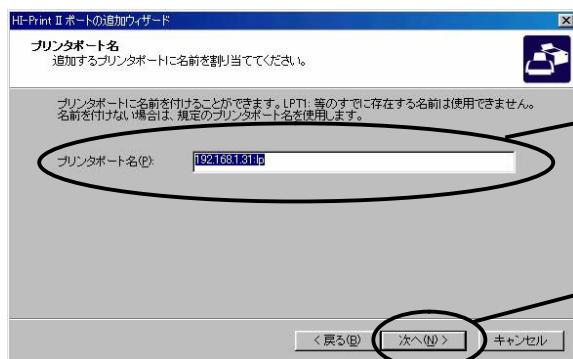 HI-Print II ポートの追加ウィザード
プリンタポート名
追加するプリンタポートに名前を割り当ててください。
プリンタポートに名前を付けることができます。LPT1: 等のすでに存在する名前は使用できません。
名前を付けない場合は、規定のプリンタポート名を使用します。
プリンタポート名(P):
192.168.1.31:lp
< 戻る(B)
次へ(N) >
キャンセル